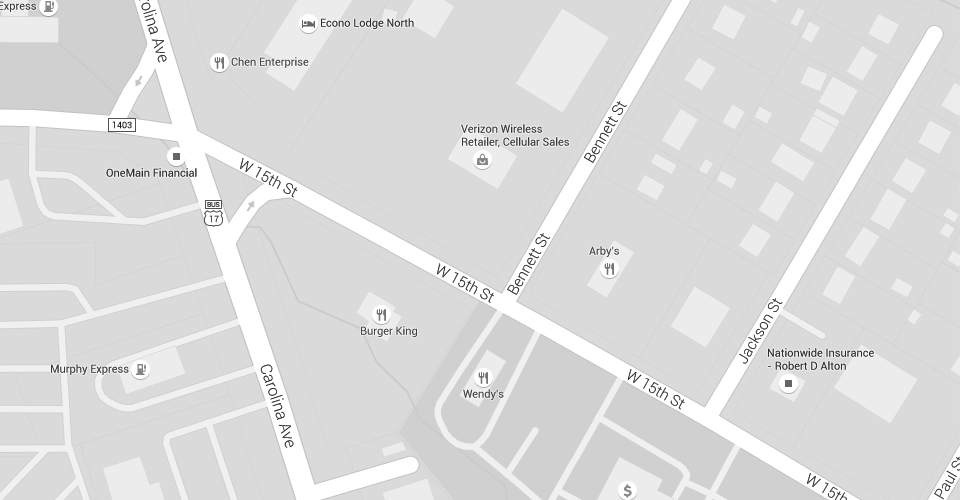 Express
olina Ave
Econo Lodge North
Chen Enterprise
1403
Verizon Wireless
Retailer, Cellular Sales
Bennett St
OneMain Financial
W 15th St
BUS
17
Bennett St
Arby's
W 15th St
Burger King
Jackson St
Nationwide Insurance
- Robert D Alton
Murphy Express
Wendy's
W 15th St
Carolina Ave
W 15th
Paul St
$